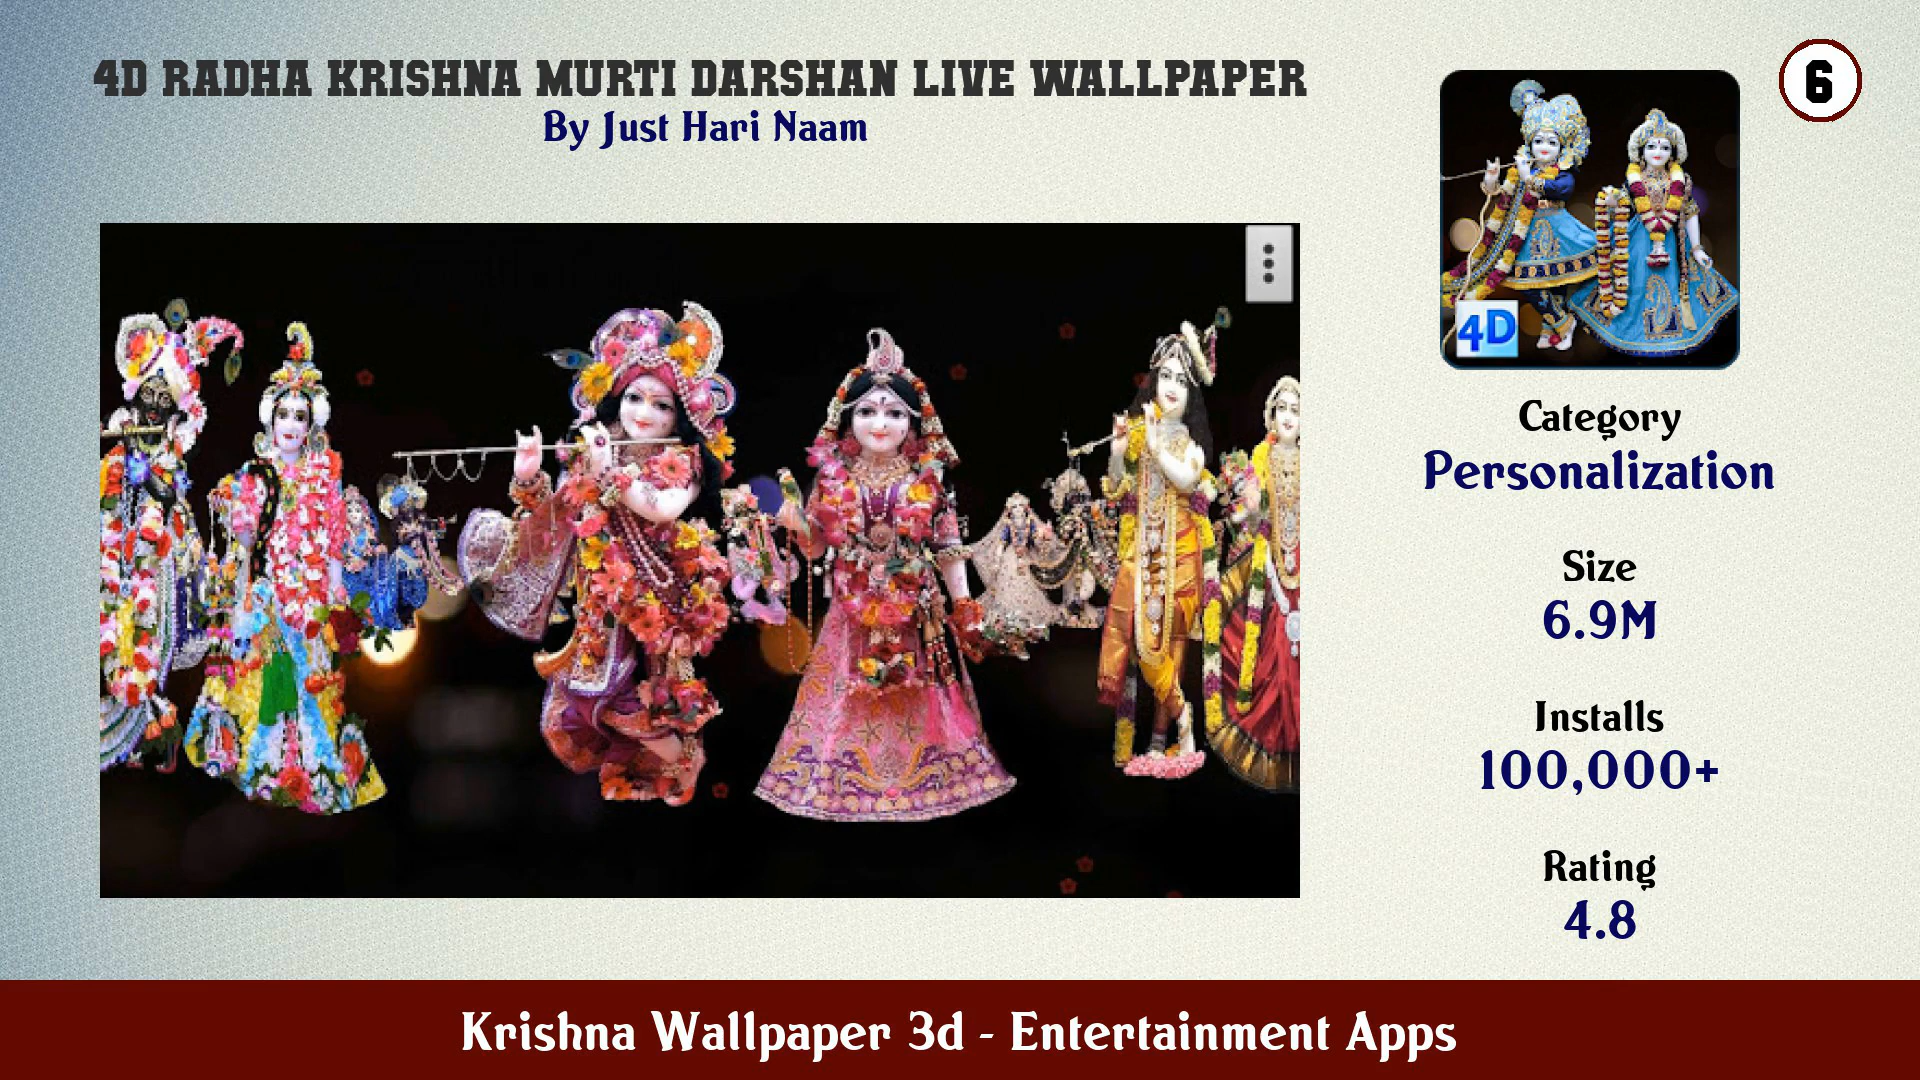 4D RADHA KRISHNA MURTI DARSHAN LIVE WALLPAPER
By Just Hari Naam
6
4D
Category
Personalization
Size
6.9M
Installs
100,000+
Rating
4.8
Krishna Wallpaper 3d - Entertainment Apps